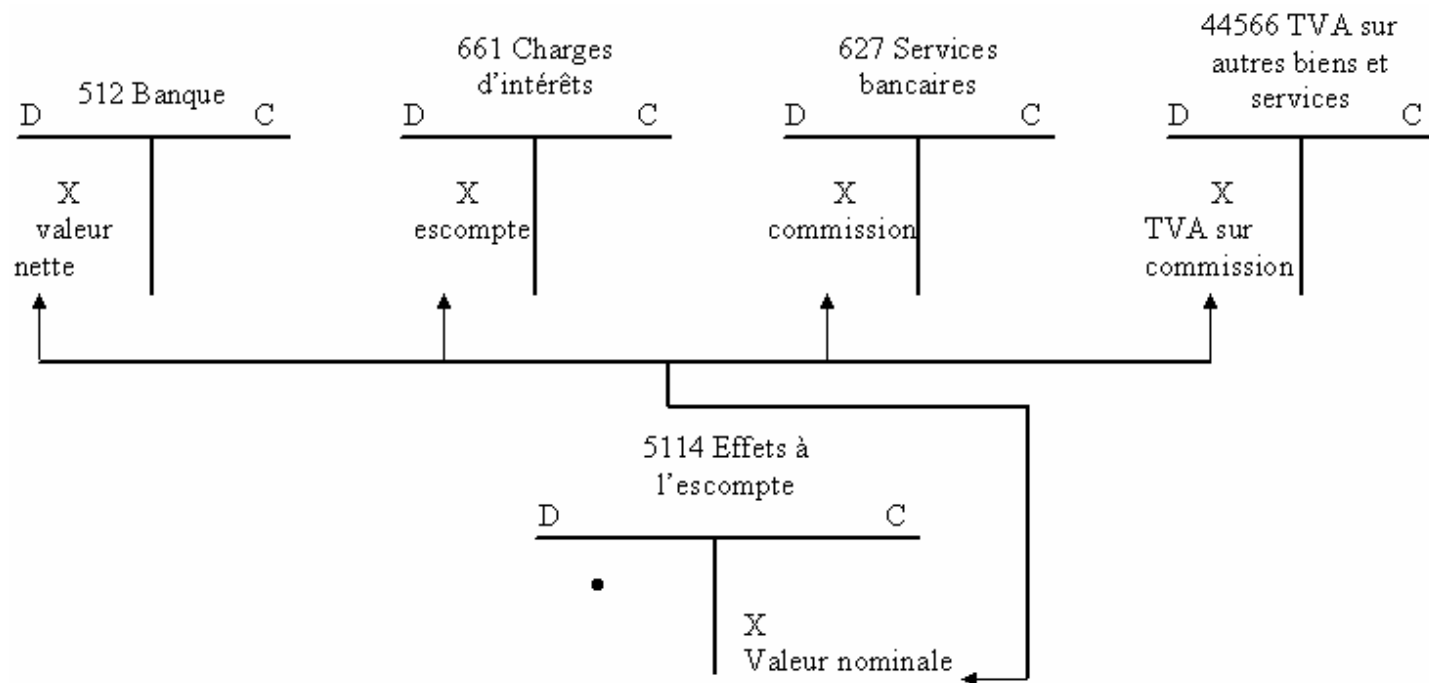 512 Banque
D C
X
valeur
nette
661 Charges
d'intérêts
D C
X
escompte
627 Services
bancaires
D C
X
commission
44566 TVA sur
autres biens et
services
D C
X
TVA sur
commission
5114 Effets à
l'escompte
D C
X
Valeur nominale